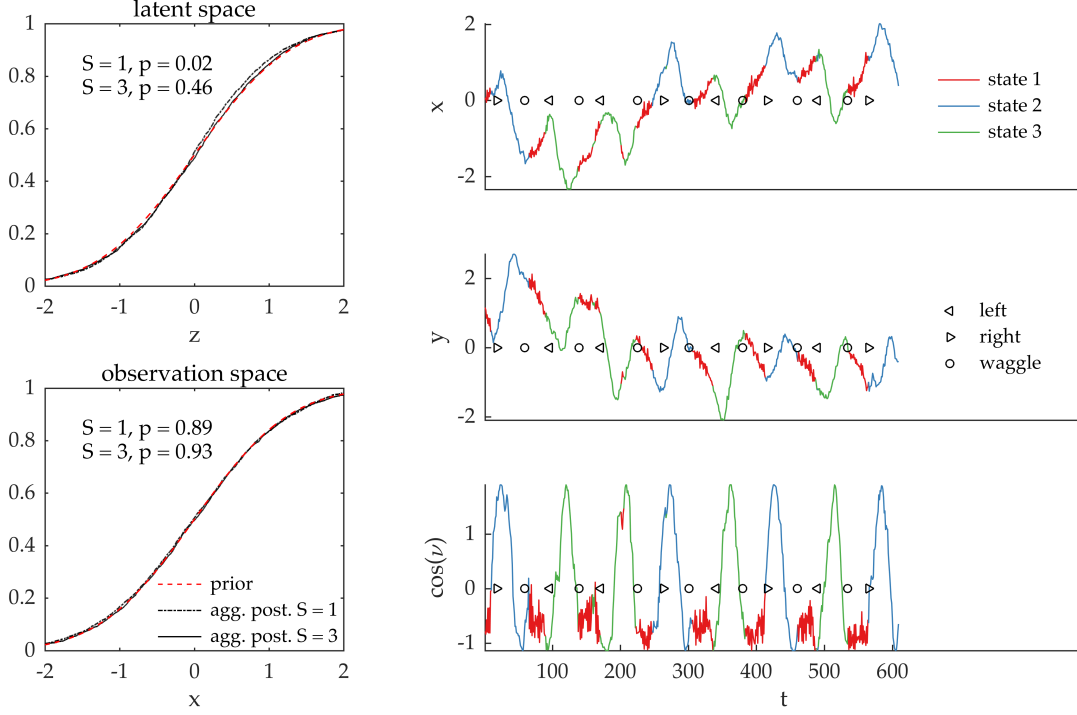 latent space
S = 1, p = 0.02
S = 3, p = 0.46
1
0.8
0.6
0.4
0.2
0
-2
-1
0
1
2
z
observation space
S = 1, p = 0.89
S = 3, p = 0.93
prior
agg. post. S = 1
agg. post. S = 3
1
0.8
0.6
0.4
0.2
0
-2
-1
0
1
2
x
x
2
0
-2
state 1
state 2
state 3
y
2
0
-2
left
right
waggle
cos(ν)
1
0
-1
100
200
300
400
500
600
t